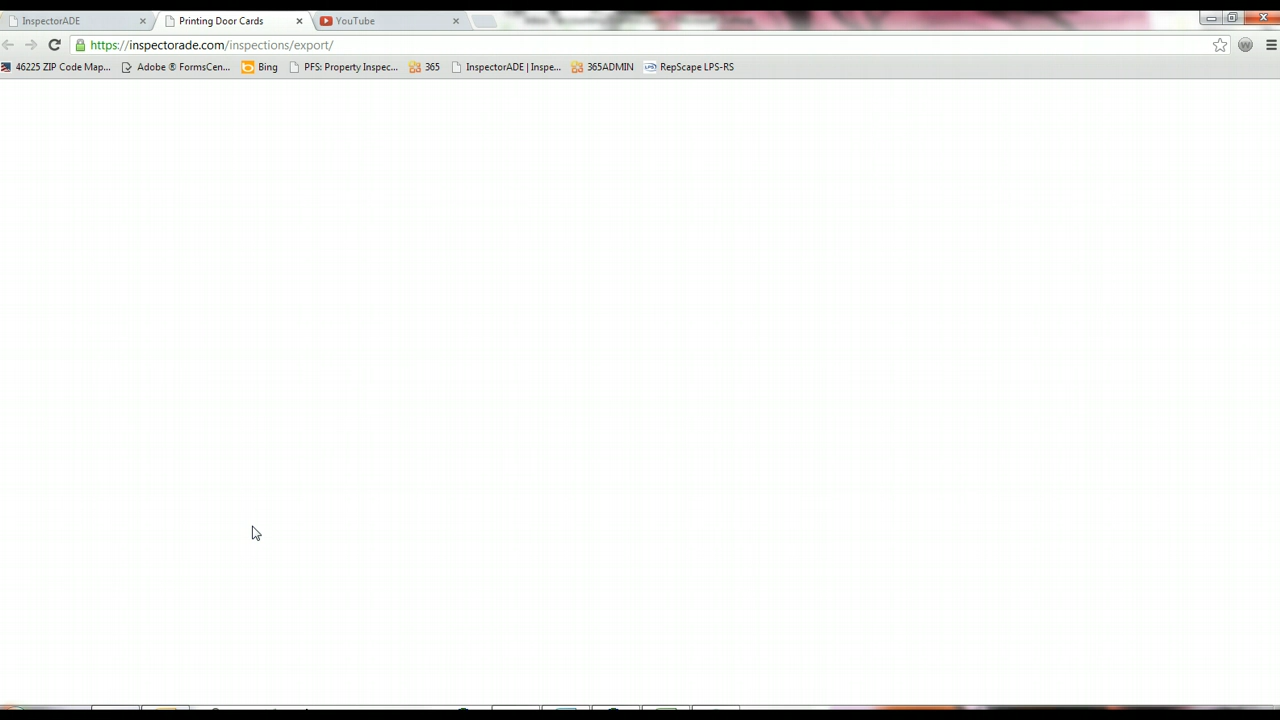 InspectorADE
Printing Door Cards
YouTube
https://inspectorade.com/inspections/export/
46225 ZIP Code Map...
Adobe ® FormsCen...
Bing
PFS: Property Inspec...
365
InspectorADE | Inspe...
365ADMIN
LPS
RepScape LPS-RS